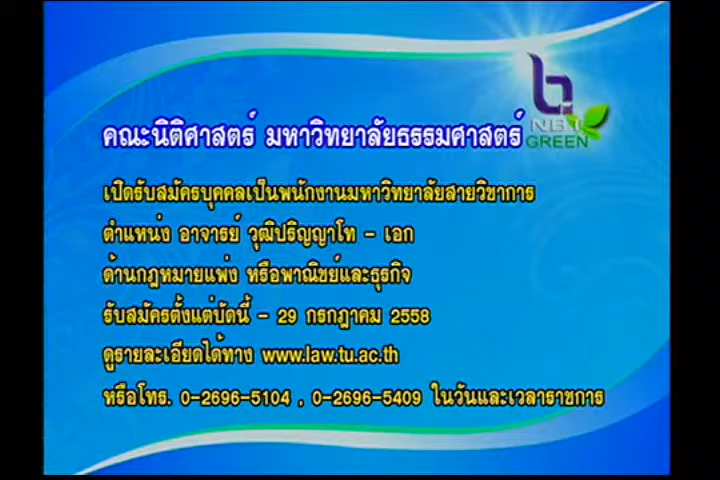 NBT
GREEN
คณะนิติศาสตร์ มหาวิทยาลัยธรรมศาสตร์
เปิดรับสมัครบุคคลเป็นพนักงานมหาวิทยาลัยสายวิชาการ
ตำแหน่ง อาจารย์ วุฒิปริญญาโท - เอก
ด้านกฎหมายแพ่ง หรือพาณิชย์และธุรกิจ
รับสมัครตั้งแต่บัดนี้ - 29 กรกฎาคม 2558
ดูรายละเอียดได้ทาง www.law.tu.ac.th
หรือโทร. 0-2696-5104 , 0-2696-5409 ในวันและเวลาราชการ